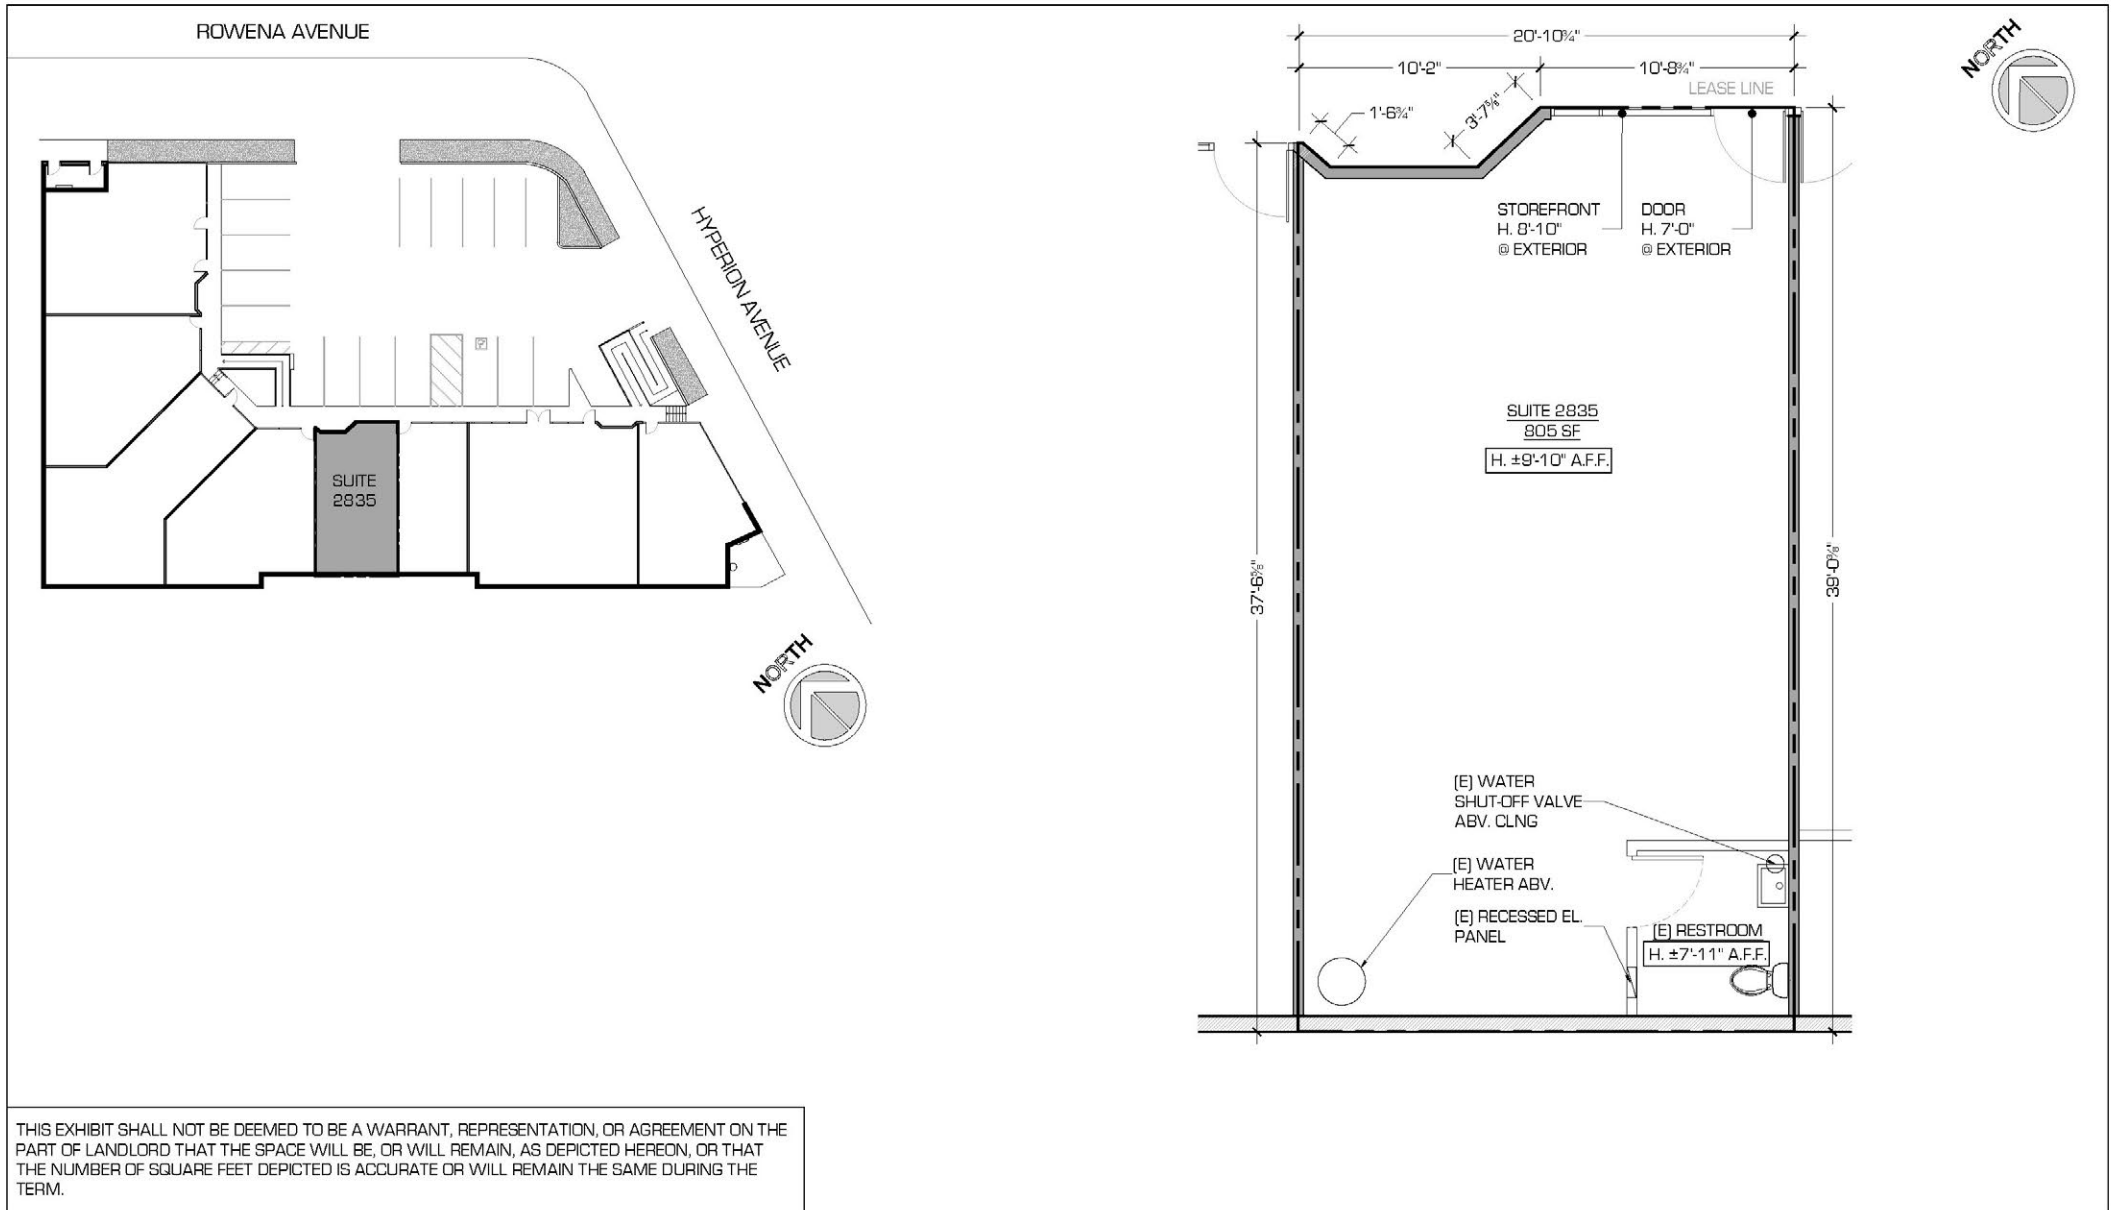 ROWENA AVENUE
HYPERION AVENUE
SUITE
2835
NORTH
20'-10¾"
10'-2"
10'-8¾"
LEASE LINE
1'-6¾"
3'-7⅝"
NORTH
STOREFRONT
H. 8'-10"
@ EXTERIOR
DOOR
H. 7'-0"
@ EXTERIOR
SUITE 2835
805 SF
H. ±9'-10" A.F.F.
37'-6⅝"
39'-0⅝"
(E) WATER
SHUT-OFF VALVE
ABV. CLNG
(E) WATER
HEATER ABV.
(E) RECESSED EL.
PANEL
(E) RESTROOM
H. ±7'-11" A.F.F.
THIS EXHIBIT SHALL NOT BE DEEMED TO BE A WARRANT, REPRESENTATION, OR AGREEMENT ON THE
PART OF LANDLORD THAT THE SPACE WILL BE, OR WILL REMAIN, AS DEPICTED HEREON, OR THAT
THE NUMBER OF SQUARE FEET DEPICTED IS ACCURATE OR WILL REMAIN THE SAME DURING THE
TERM.